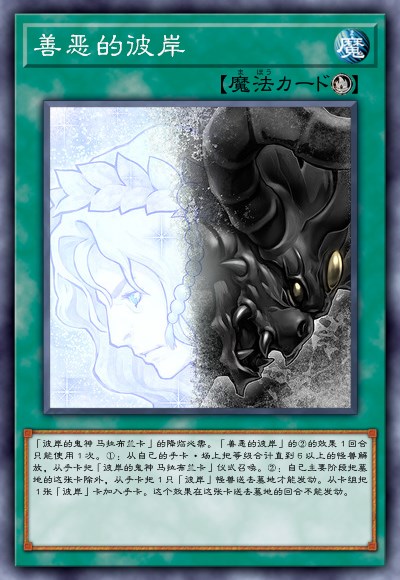 善恶的彼岸
魔
【魔法カード】
ま ほう
「彼岸的鬼神 马拉布兰卡」的降临必需。「善恶的彼岸」的②的效果1回合
只能使用1次。①：从自己的手卡·场上把等级合计直到6以上的怪兽解
放，从手卡把「彼岸的鬼神 马拉布兰卡」仪式召唤。②：自己主要阶段把墓
地的这张卡除外，从手卡把1只「彼岸」怪兽送去墓地才能发动。从卡组把
1张「彼岸」卡加入手卡。这个效果在这张卡送去墓地的回合不能发动。